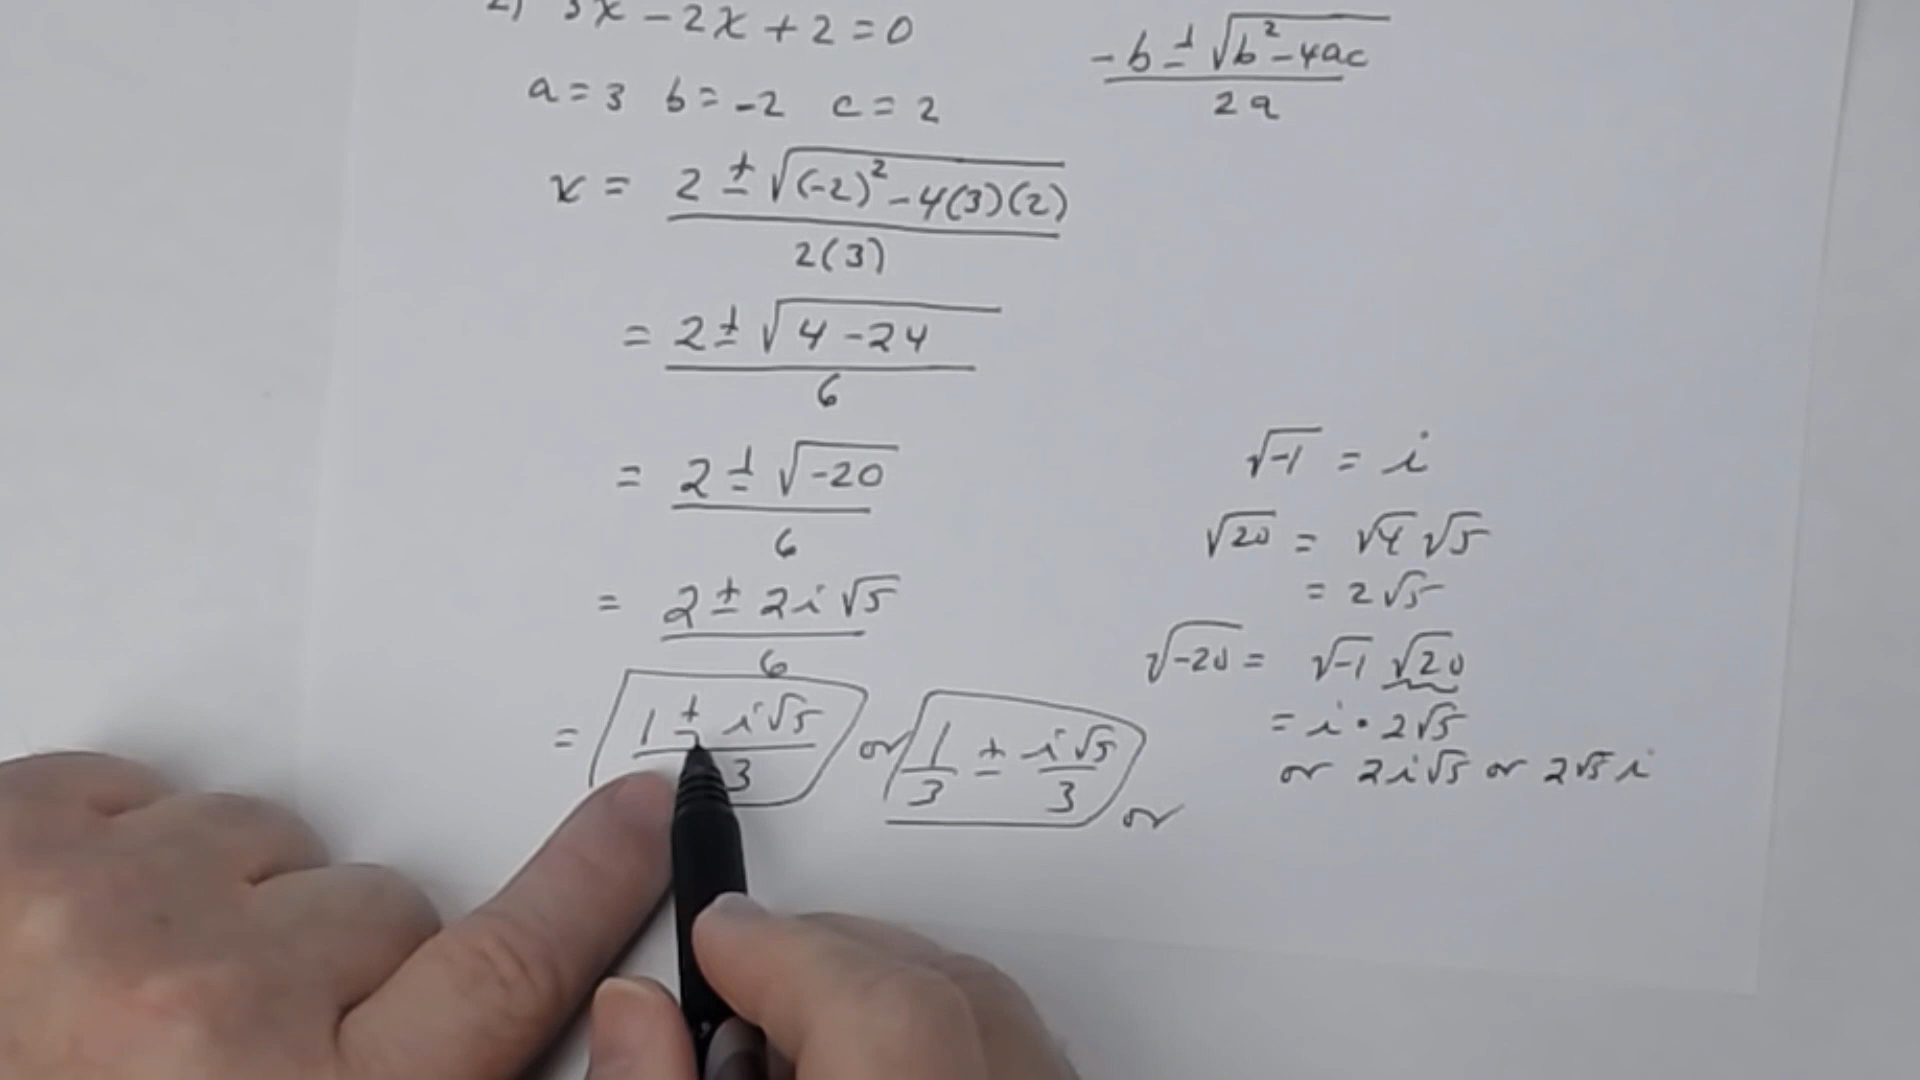 2) 3x - 2x + 2 = 0
a = 3 b = -2 c = 2
x = 2 ± √((-2)² - 4(3)(2))
2(3)
= 2 ± √(4 - 24)
6
= 2 ± √(-20)
6
= 2 ± 2i√5
6
= 1 ± i√5 / 3 or 1/3 ± i√5/3 or
-b ± √(b² - 4ac)
2a
√-1 = i
√20 = √4 √5
= 2√5
√-20 = √-1 √20
= i • 2√5
or 2i√5 or 2√5 i